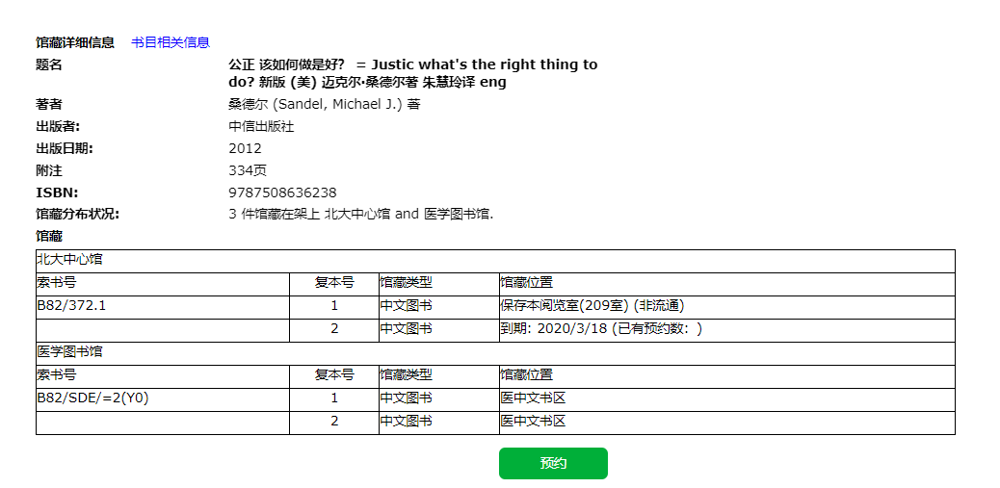 馆藏详细信息 书目相关信息
题名 公正 该如何做是好？ = Justic what's the right thing to
do? 新版 (美) 迈克尔·桑德尔著 朱慧玲译 eng
著者 桑德尔 (Sandel, Michael J.) 著
出版者: 中信出版社
出版日期: 2012
附注 334页
ISBN: 9787508636238
馆藏分布状况: 3 件馆藏在架上 北大中心馆 and 医学图书馆.
馆藏
北大中心馆
索书号 复本号 馆藏类型 馆藏位置
B82/372.1 1 中文图书 保存本阅览室(209室) (非流通)
2 中文图书 到期: 2020/3/18 (已有预约数: )
医学图书馆
索书号 复本号 馆藏类型 馆藏位置
B82/SDE/=2(Y0) 1 中文图书 医中文书区
2 中文图书 医中文书区
预约